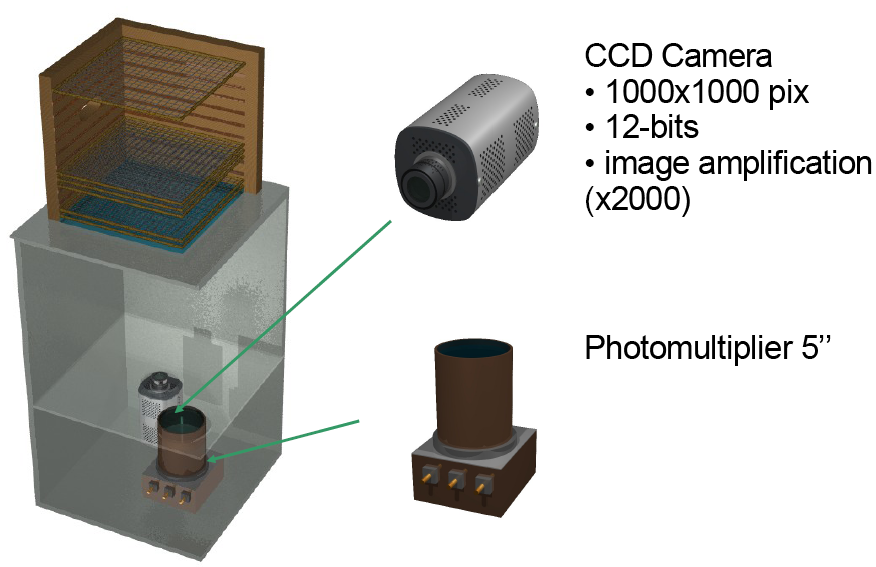 CCD Camera
• 1000x1000 pix
• 12-bits
• image amplification
(x2000)
Photomultiplier 5’’